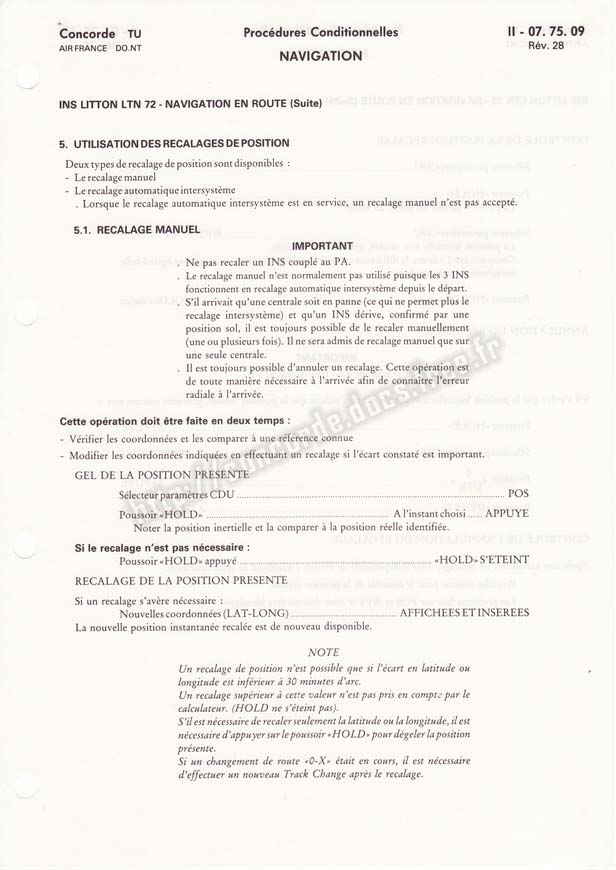 Concorde TU
Procédures Conditionnelles
II - 07. 75. 09
AIR FRANCE DO.NT
NAVIGATION
Rév. 28
INS LITTON LTN 72 - NAVIGATION EN ROUTE (Suite)
5. UTILISATION DES RECALAGES DE POSITION
Deux types de recalage de position sont disponibles :
- Le recalage manuel
- Le recalage automatique intersystème
. Lorsque le recalage automatique intersystème est en service, un recalage manuel n'est pas accepté.
5.1. RECALAGE MANUEL
IMPORTANT
. Ne pas recaler un INS couplé au PA.
. Le recalage manuel n'est normalement pas utilisé puisque les 3 INS
fonctionnent en recalage automatique intersystème depuis le départ.
. S'il arrivait qu'une centrale soit en panne (ce qui ne permet plus le
recalage intersystème) et qu'un INS dérive, confirmé par une
position sol, il est toujours possible de le recaler manuellement
(une ou plusieurs fois). Il ne sera admis de recalage manuel que sur
une seule centrale.
. Il est toujours possible d'annuler un recalage. Cette opération est
de toute manière nécessaire à l'arrivée afin de connaître l'erreur
radiale à l'arrivée.
Cette opération doit être faite en deux temps :
- Vérifier les coordonnées et les comparer à une référence connue
- Modifier les coordonnées indiquées en effectuant un recalage si l'écart constaté est important.
GEL DE LA POSITION PRESENTE
Sélecteur paramètres CDU ... POS
Poussoir «HOLD» ... A l'instant choisi ...... APPUYE
Noter la position inertielle et la comparer à la position réelle identifiée.
Si le recalage n'est pas nécessaire :
Poussoir «HOLD» appuyé ... «HOLD» S'ETEINT
RECALAGE DE LA POSITION PRESENTE
Si un recalage s'avère nécessaire :
Nouvelles coordonnées (LAT-LONG) ... AFFICHEES ET INSEREES
La nouvelle position instantanée recalée est de nouveau disponible.
NOTE
Un recalage de position n'est possible que si l'écart en latitude ou
longitude est inférieur à 30 minutes d'arc.
Un recalage supérieur à cette valeur n'est pas pris en compte par le
calculateur. (HOLD ne s'éteint pas).
S'il est nécessaire de recaler seulement la latitude ou la longitude, il est
nécessaire d'appuyer sur le poussoir «HOLD» pour dégeler la position
présente.
Si un changement de route «0-X» était en cours, il est nécessaire
d'effectuer un nouveau Track Change après le recalage.
http://concorde.docs.free.fr